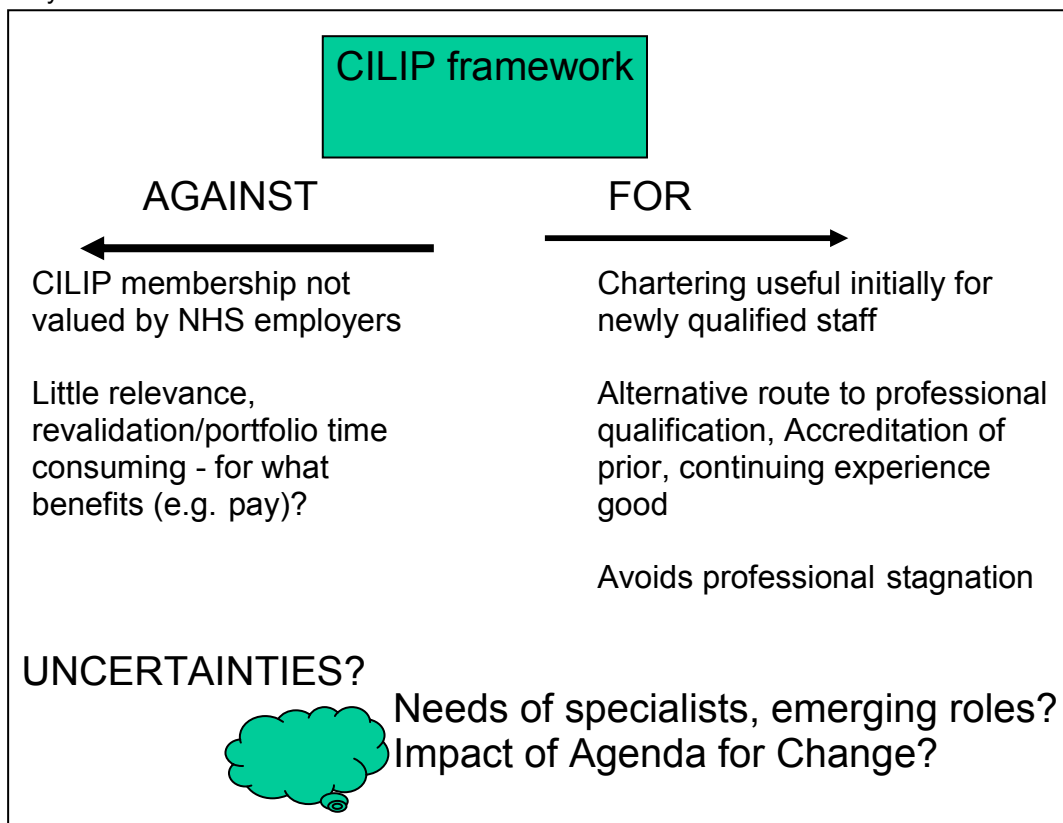 CILIP framework
AGAINST
FOR
CILIP membership not
valued by NHS employers
Little relevance,
revalidation/portfolio time
consuming - for what
benefits (e.g. pay)?
Chartering useful initially for
newly qualified staff
Alternative route to professional
qualification, Accreditation of
prior, continuing experience
good
Avoids professional stagnation
UNCERTAINTIES?
Needs of specialists, emerging roles?
Impact of Agenda for Change?